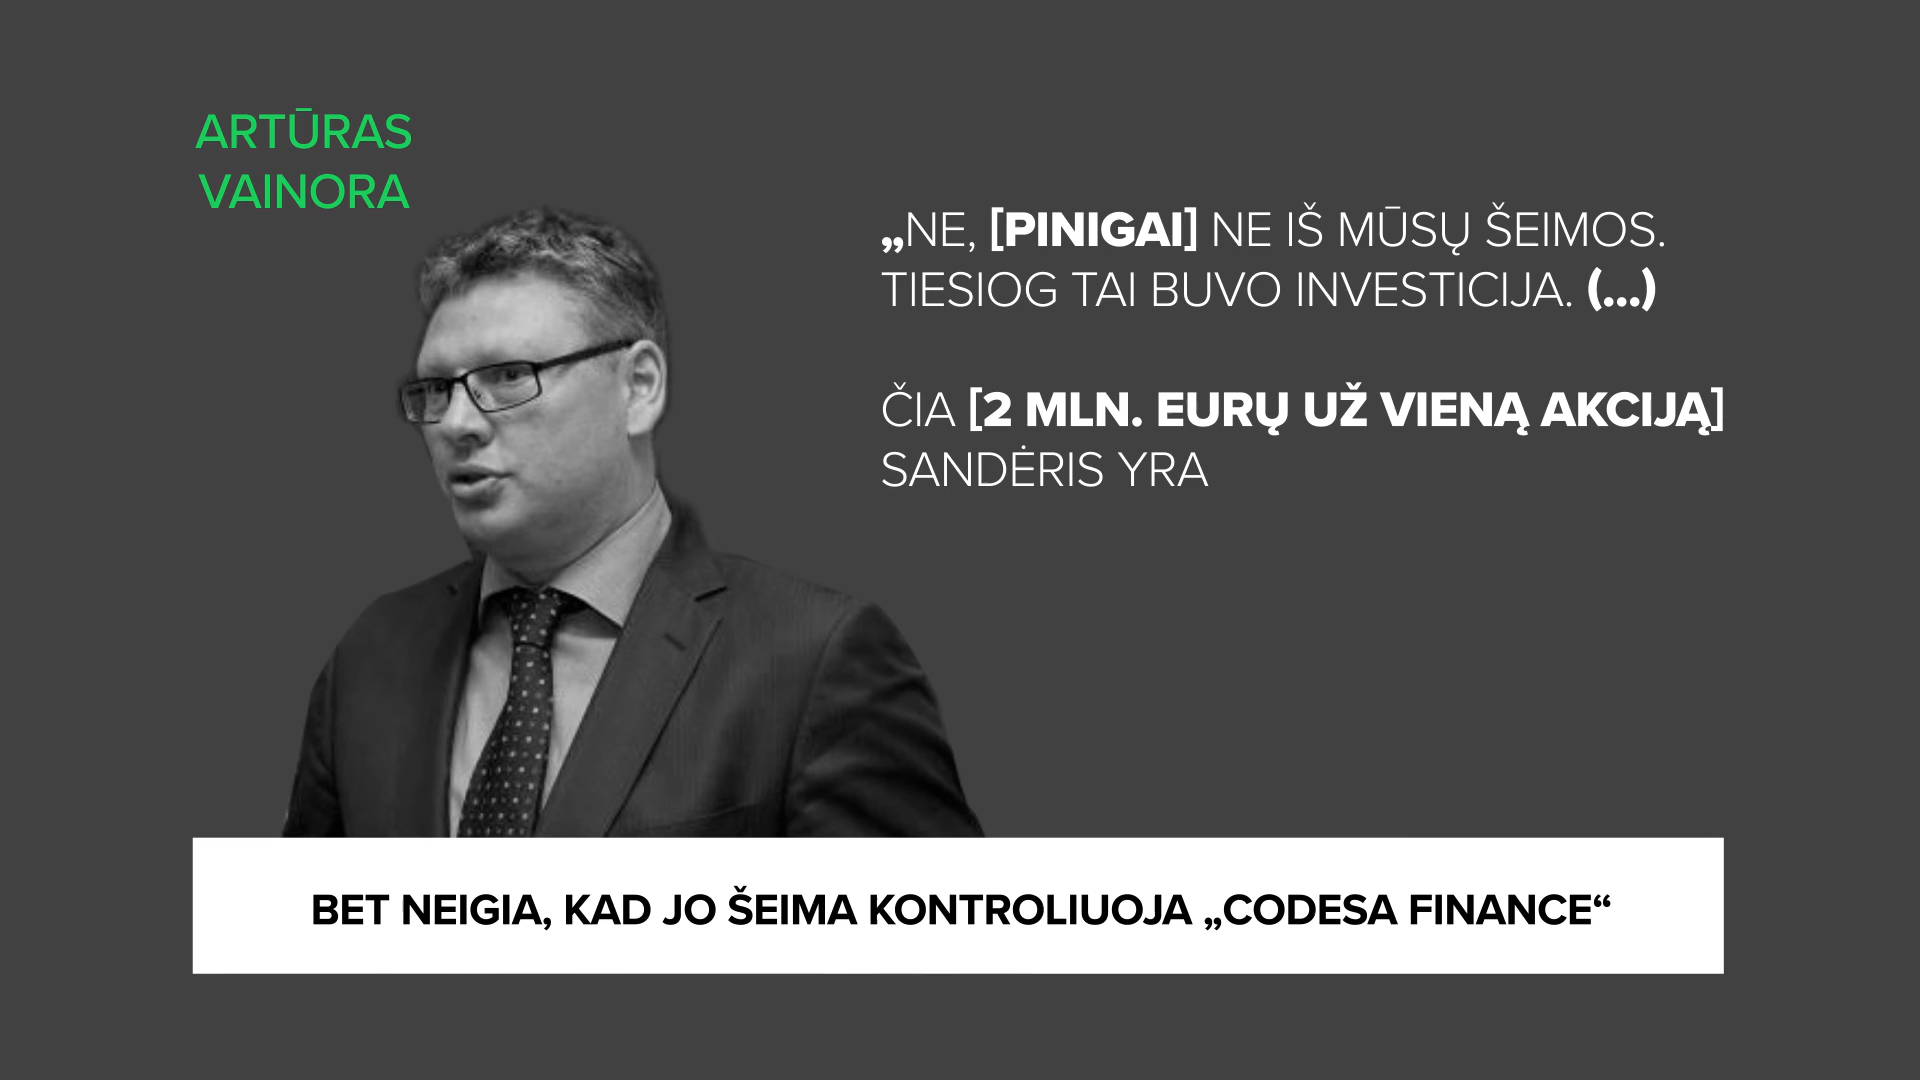 ARTŪRAS
VAINORA
„NE, [PINIGAI] NE IŠ MŪSŲ ŠEIMOS.
TIESIOG TAI BUVO INVESTICIJA. (...)
ČIA [2 MLN. EURŲ UŽ VIENĄ AKCIJĄ]
SANDĖRIS YRA
BET NEIGIA, KAD JO ŠEIMA KONTROLIUOJA „CODESA FINANCE“